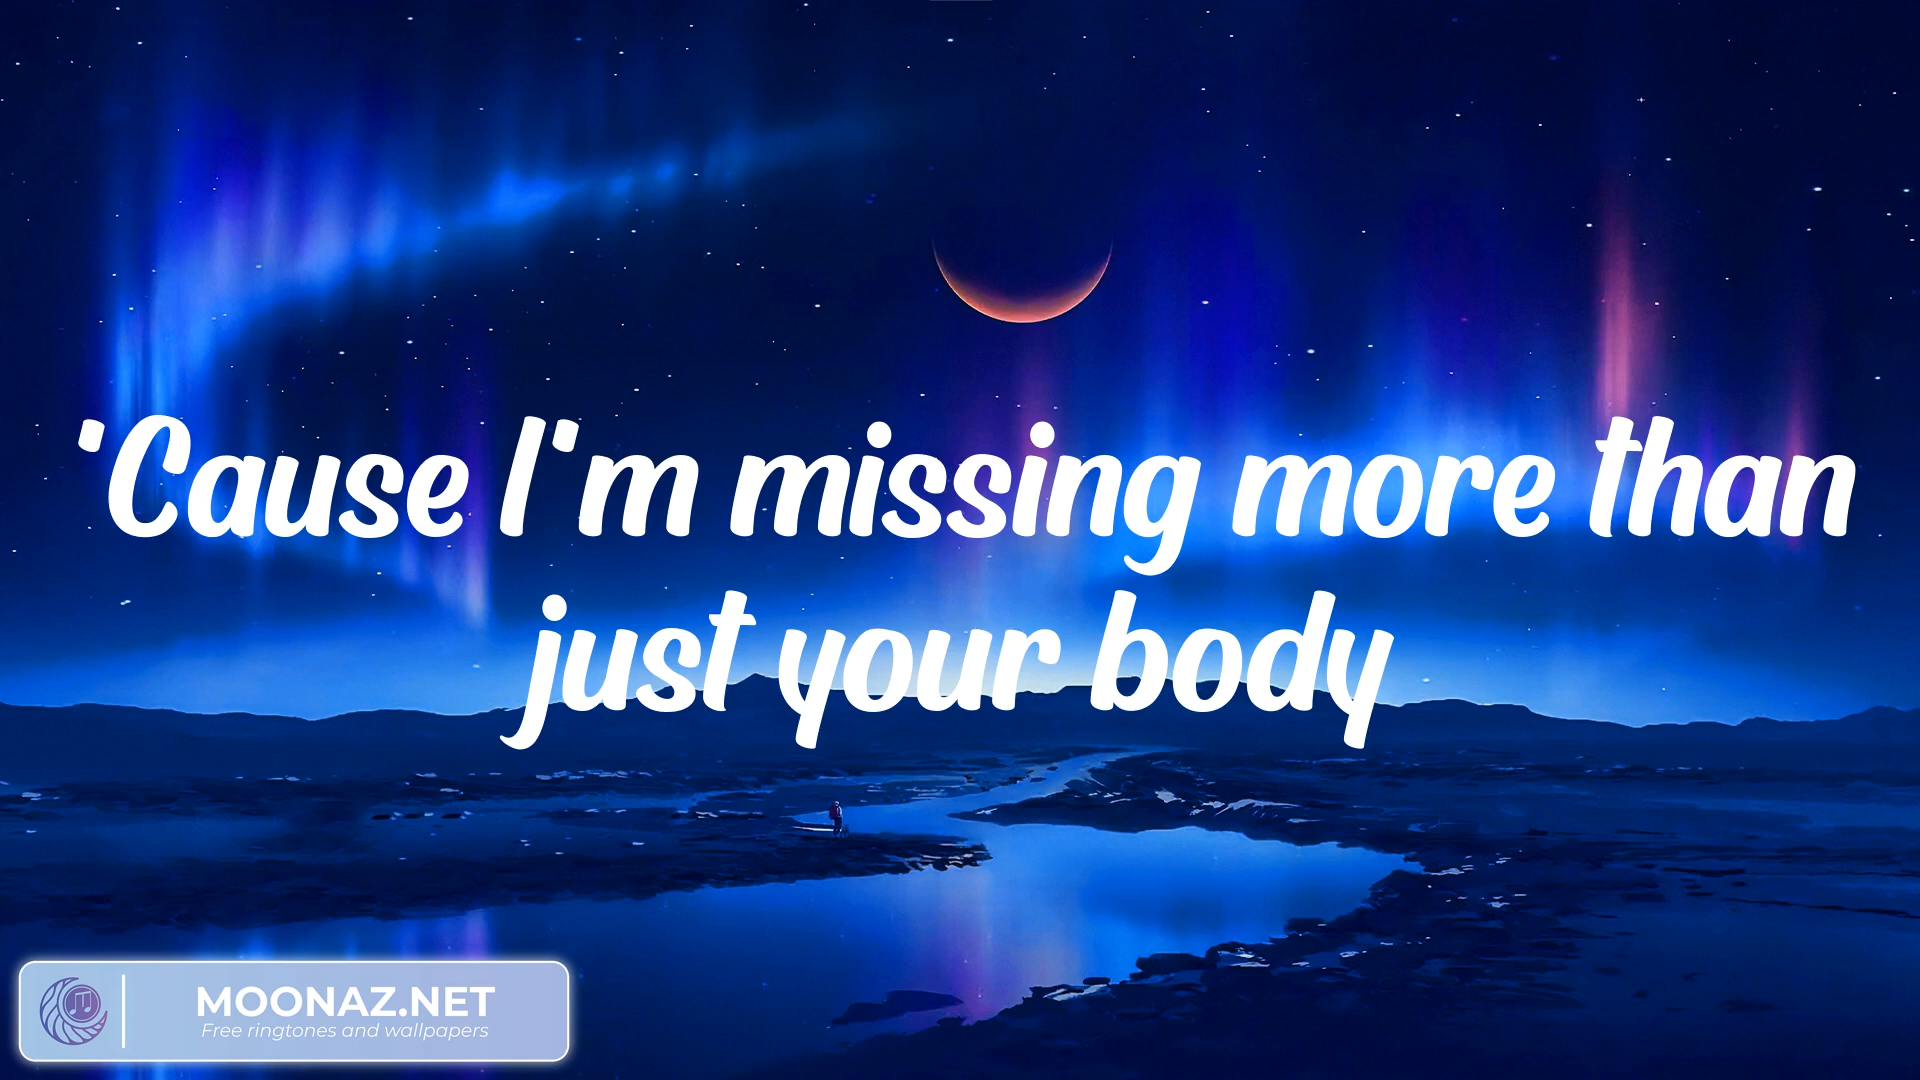 'Cause I'm missing more than
just your body
MOONAZ.NET
Free ringtones and wallpapers